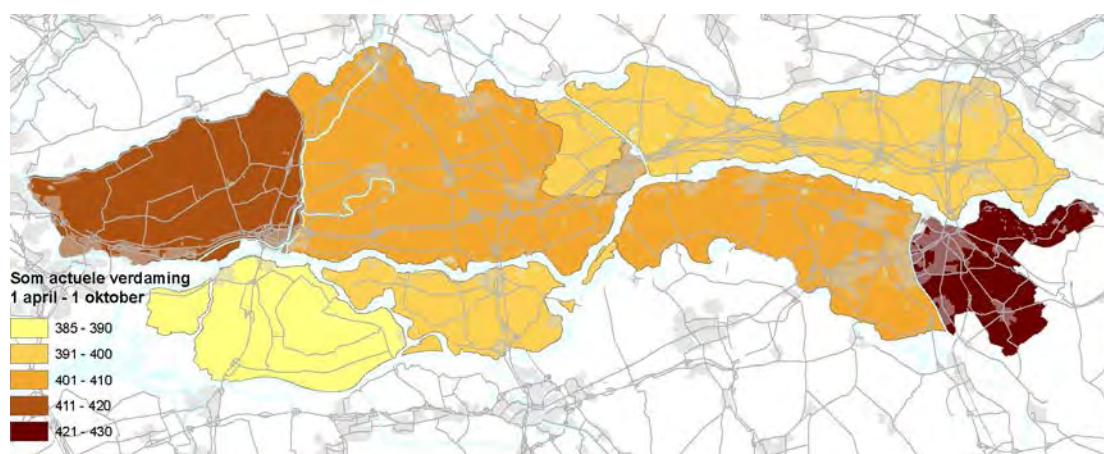 Som actuele verdaming
1 april - 1 oktober
385 - 390
391 - 400
401 - 410
411 - 420
421 - 430